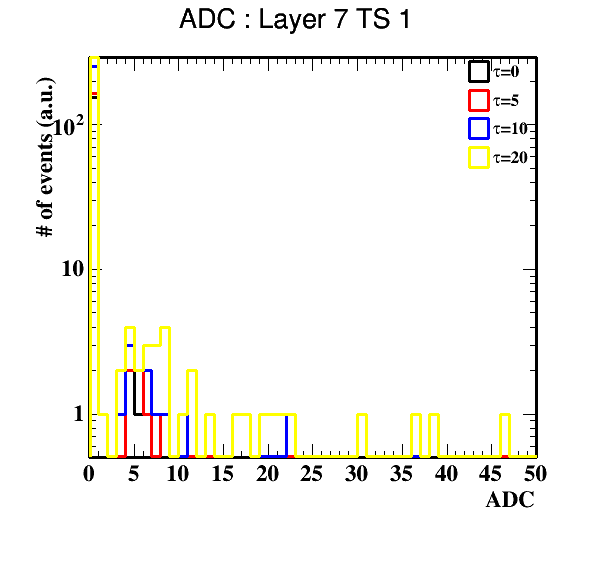 ADC : Layer 7 TS 1
# of events (a.u.)
τ=0
τ=5
τ=10
τ=20
10²
10
1
0 5 10 15 20 25 30 35 40 45 50
ADC